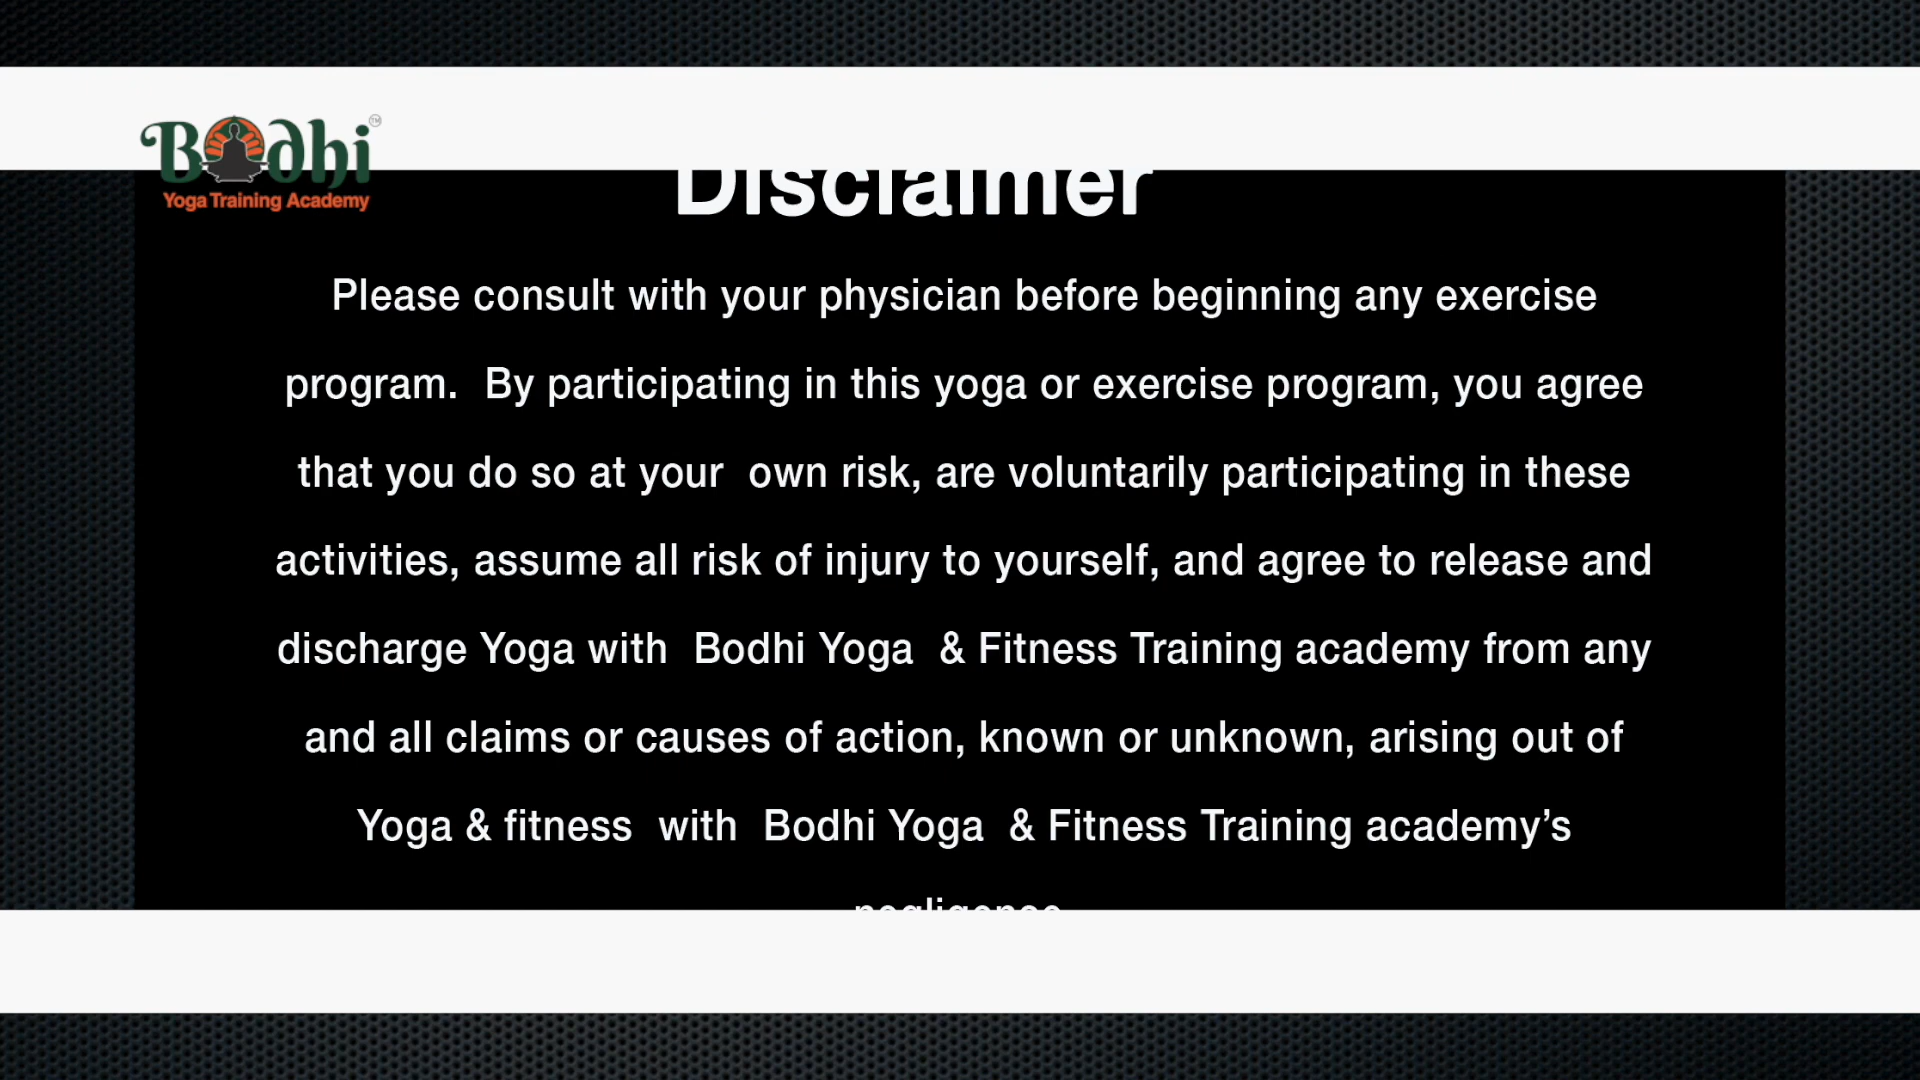 Bodhi TM
Yoga Training Academy
Disclaimer
Please consult with your physician before beginning any exercise
program.  By participating in this yoga or exercise program, you agree
that you do so at your  own risk, are voluntarily participating in these
activities, assume all risk of injury to yourself, and agree to release and
discharge Yoga with  Bodhi Yoga  & Fitness Training academy from any
and all claims or causes of action, known or unknown, arising out of
Yoga & fitness  with  Bodhi Yoga  & Fitness Training academy’s
negligence